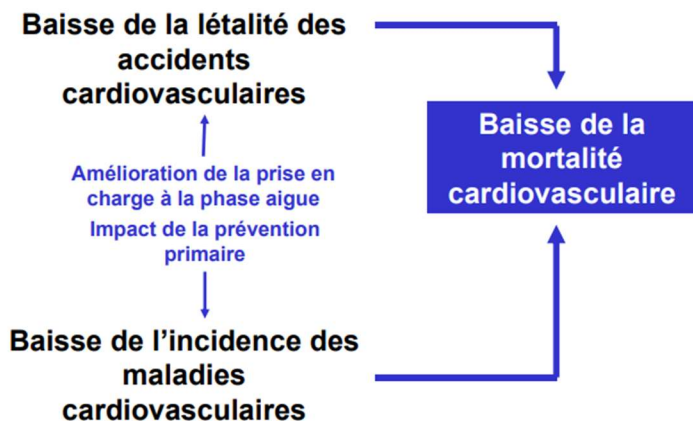 Baisse de la létalité des
accidents
cardiovasculaires
Baisse de la
mortalité
cardiovasculaire
Amélioration de la prise en
charge à la phase aigue
Impact de la prévention
primaire
Baisse de l’incidence des
maladies
cardiovasculaires